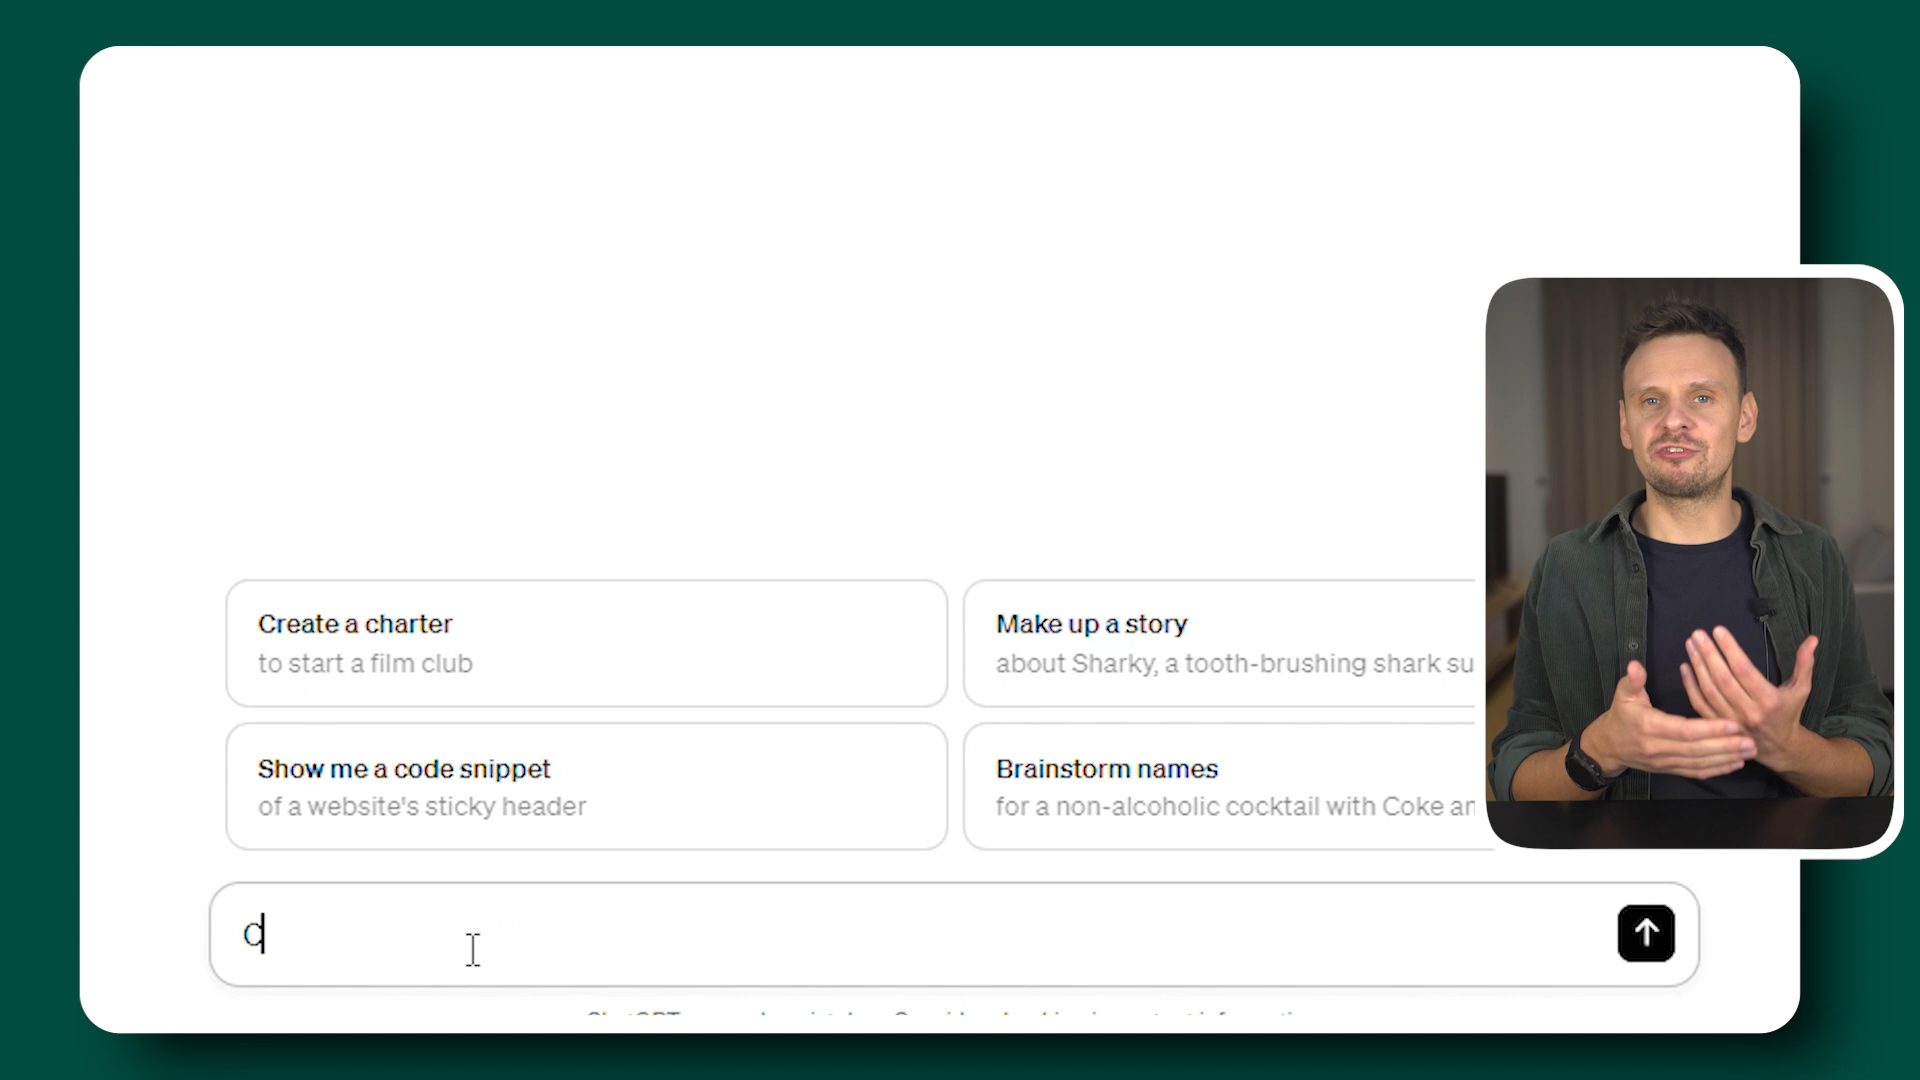 Create a charter
to start a film club
Make up a story
about Sharky, a tooth-brushing shark su
Show me a code snippet
of a website's sticky header
Brainstorm names
for a non-alcoholic cocktail with Coke
C